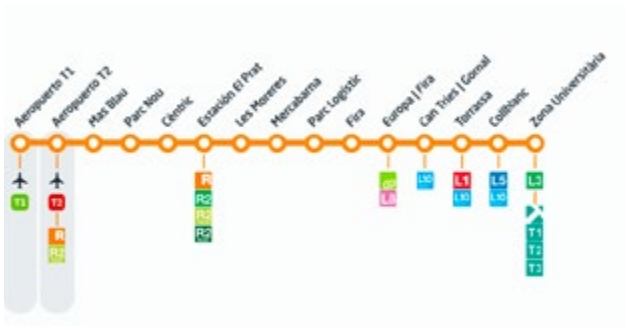 Aeropuerto T1
Aeropuerto T2
Mas Blau
Parc Nou
Cèntric
Estación El Prat
Les Moreres
Mercabarna
Parc Logístic
Fira
Europa | Fira
Can Tries | Gornal
Torrassa
Collblanc
Zona Universitària
T1
T2
R
R2
R
R2
R2
R2
L8
L10
L1
L10
L5
L10
L3
T1
T2
T3